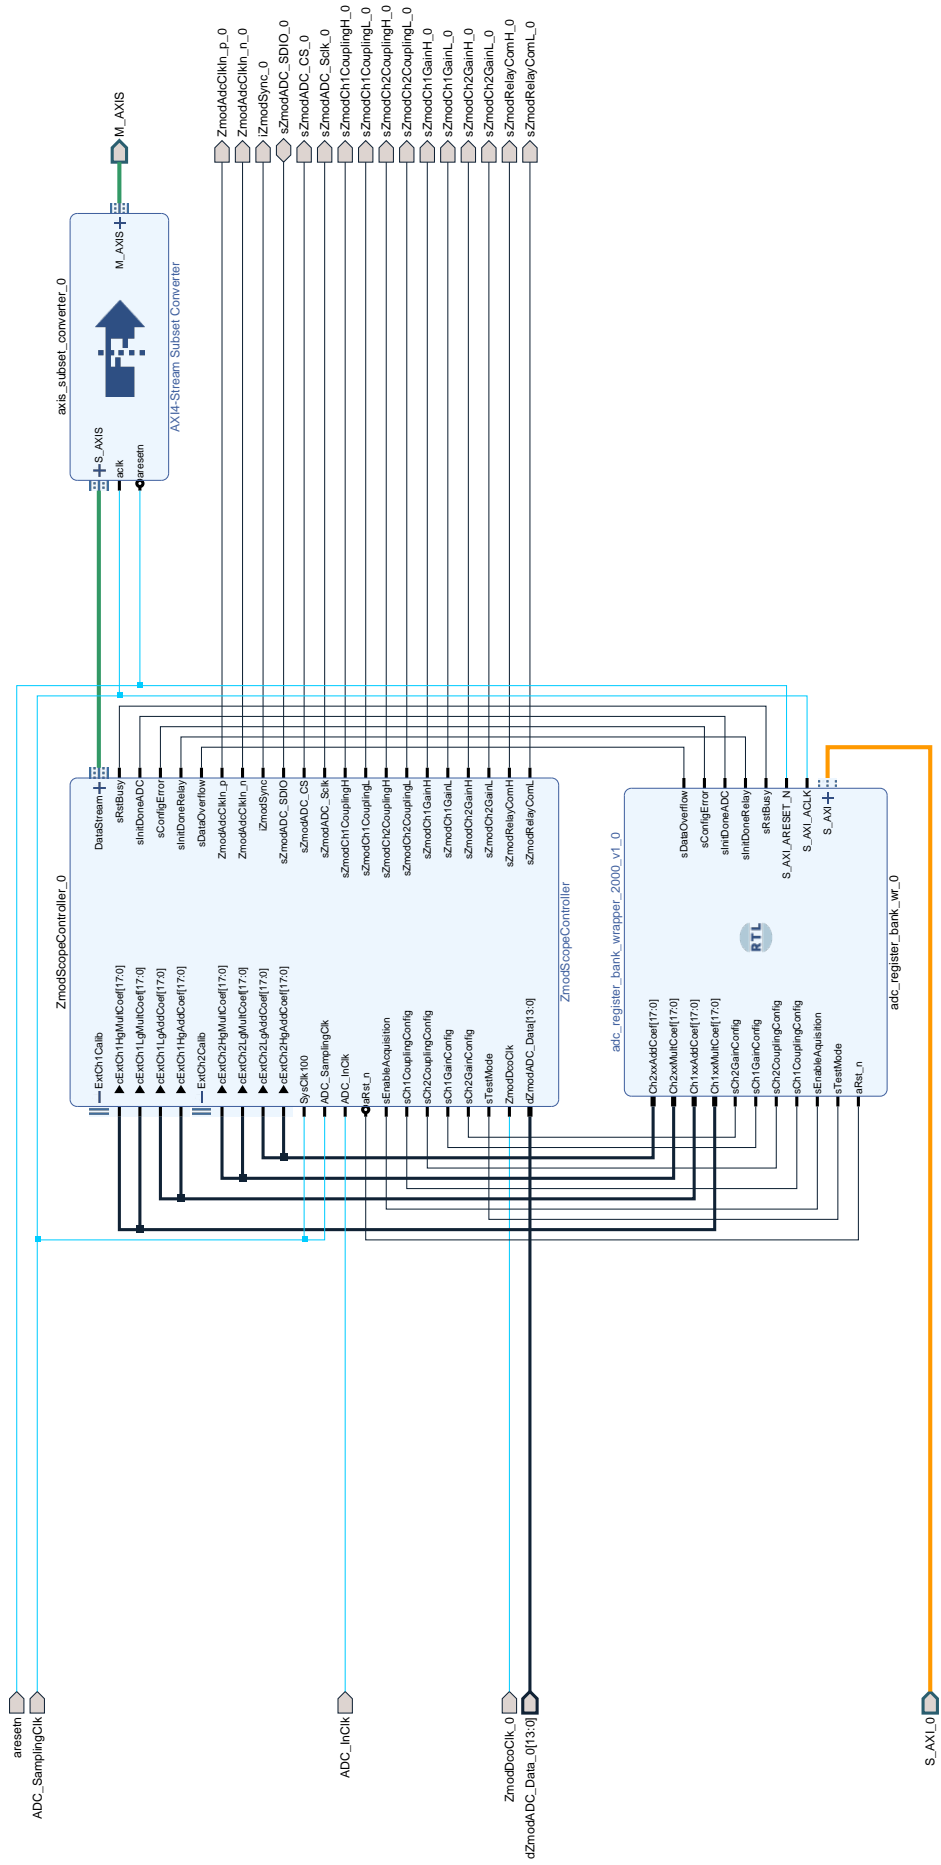 axis_subset_converter_0
S_AXIS
aclk
aresetn
M_AXIS
AXI4-Stream Subset Converter
M_AXIS
ZmodAdcClkIn_p_0
ZmodAdcClkIn_n_0
iZmodSync_0
sZmodADC_SDIO_0
sZmodADC_CS_0
sZmodADC_Sclk_0
sZmodCh1CouplingH_0
sZmodCh1CouplingL_0
sZmodCh2CouplingH_0
sZmodCh2CouplingL_0
sZmodCh1GainH_0
sZmodCh1GainL_0
sZmodCh2GainH_0
sZmodCh2GainL_0
sZmodRelayComH_0
sZmodRelayComL_0
ZmodScopeController_0
ExtCh1Calib
cExtCh1HgMultCoef[17:0]
cExtCh1LgMultCoef[17:0]
cExtCh1LgAddCoef[17:0]
cExtCh1HgAddCoef[17:0]
ExtCh2Calib
cExtCh2HgMultCoef[17:0]
cExtCh2LgMultCoef[17:0]
cExtCh2LgAddCoef[17:0]
cExtCh2HgAddCoef[17:0]
SysClk100
ADC_SamplingClk
ADC_InClk
aRst_n
sEnableAcquisition
sCh1CouplingConfig
sCh2CouplingConfig
sCh1GainConfig
sCh2GainConfig
sTestMode
ZmodDcoClk
dZmodADC_Data[13:0]
DataStream
sRstBusy
sInitDoneADC
sConfigError
sInitDoneRelay
sDataOverflow
ZmodAdcClkIn_p
ZmodAdcClkIn_n
iZmodSync
sZmodADC_SDIO
sZmodADC_CS
sZmodADC_Sclk
sZmodCh1CouplingH
sZmodCh1CouplingL
sZmodCh2CouplingH
sZmodCh2CouplingL
sZmodCh1GainH
sZmodCh1GainL
sZmodCh2GainH
sZmodCh2GainL
sZmodRelayComH
sZmodRelayComL
ZmodScopeController
adc_register_bank_wrapper_2000_v1_0
Ch2xxAddCoef[17:0]
Ch2xxMultCoef[17:0]
Ch1xxAddCoef[17:0]
Ch1xxMultCoef[17:0]
sCh2GainConfig
sCh1GainConfig
sCh2CouplingConfig
sCh1CouplingConfig
sEnableAquisition
sTestMode
aRst_n
RTL
sDataOverflow
sConfigError
sInitDoneADC
sInitDoneRelay
sRstBusy
S_AXI_ARESET_N
S_AXI_ACLK
S_AXI
adc_register_bank_wr_0
aresetn
ADC_SamplingClk
ADC_InClk
ZmodDcoClk_0
dZmodADC_Data_0[13:0]
S_AXI_0